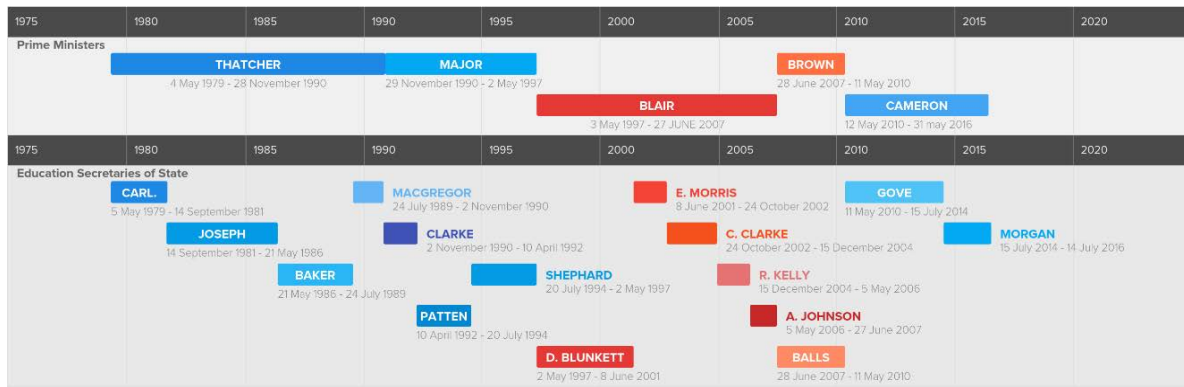 1975 1980 1985 1990 1995 2000 2005 2010 2015 2020
Prime Ministers
THATCHER MAJOR BROWN
4 May 1979 - 28 November 1990 29 November 1990 - 2 May 1997 28 June 2007 - 11 May 2010
BLAIR CAMERON
3 May 1997 - 27 JUNE 2007 12 May 2010 - 31 may 2016
1975 1980 1985 1990 1995 2000 2005 2010 2015 2020
Education Secretaries of State
CARL. MACGREGOR E. MORRIS GOVE
5 May 1979 - 14 September 1981 24 July 1989 - 2 November 1990 8 June 2001 - 24 October 2002 11 May 2010 - 15 July 2014
JOSEPH CLARKE C. CLARKE MORGAN
14 September 1981 - 21 May 1986 2 November 1990 - 10 April 1992 24 October 2002 - 15 December 2004 15 July 2014 - 14 July 2016
BAKER SHEPHARD R. KELLY
21 May 1986 - 24 July 1989 20 July 1994 - 2 May 1997 15 December 2004 - 5 May 2006
PATTEN A. JOHNSON
10 April 1992 - 20 July 1994 5 May 2006 - 27 June 2007
D. BLUNKETT BALLS
2 May 1997 - 8 June 2001 28 June 2007 - 11 May 2010